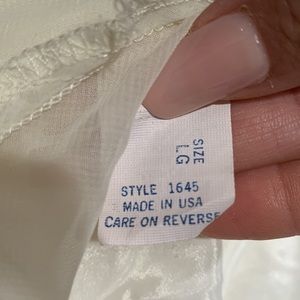 SIZE
LG
STYLE 1645
MADE IN USA
CARE ON REVERSE